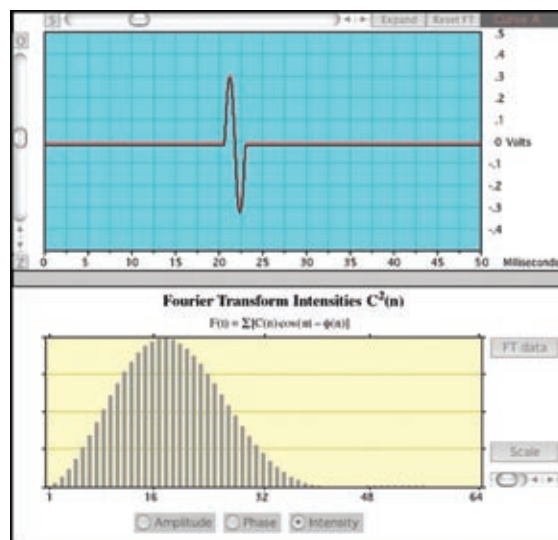 S Expand Reset FT Curve A
O
.5
.4
.3
.2
.1
0 Volts
-.1
-.2
-.3
-.4
Z
0 5 10 15 20 25 30 35 40 45 50 Milliseconds
Fourier Transform Intensities C²(n)
F(t) = Σ[C(n) cos(nt − ϕ(n)]
FT data
Scale
1 16 32 48 64
Amplitude Phase Intensity